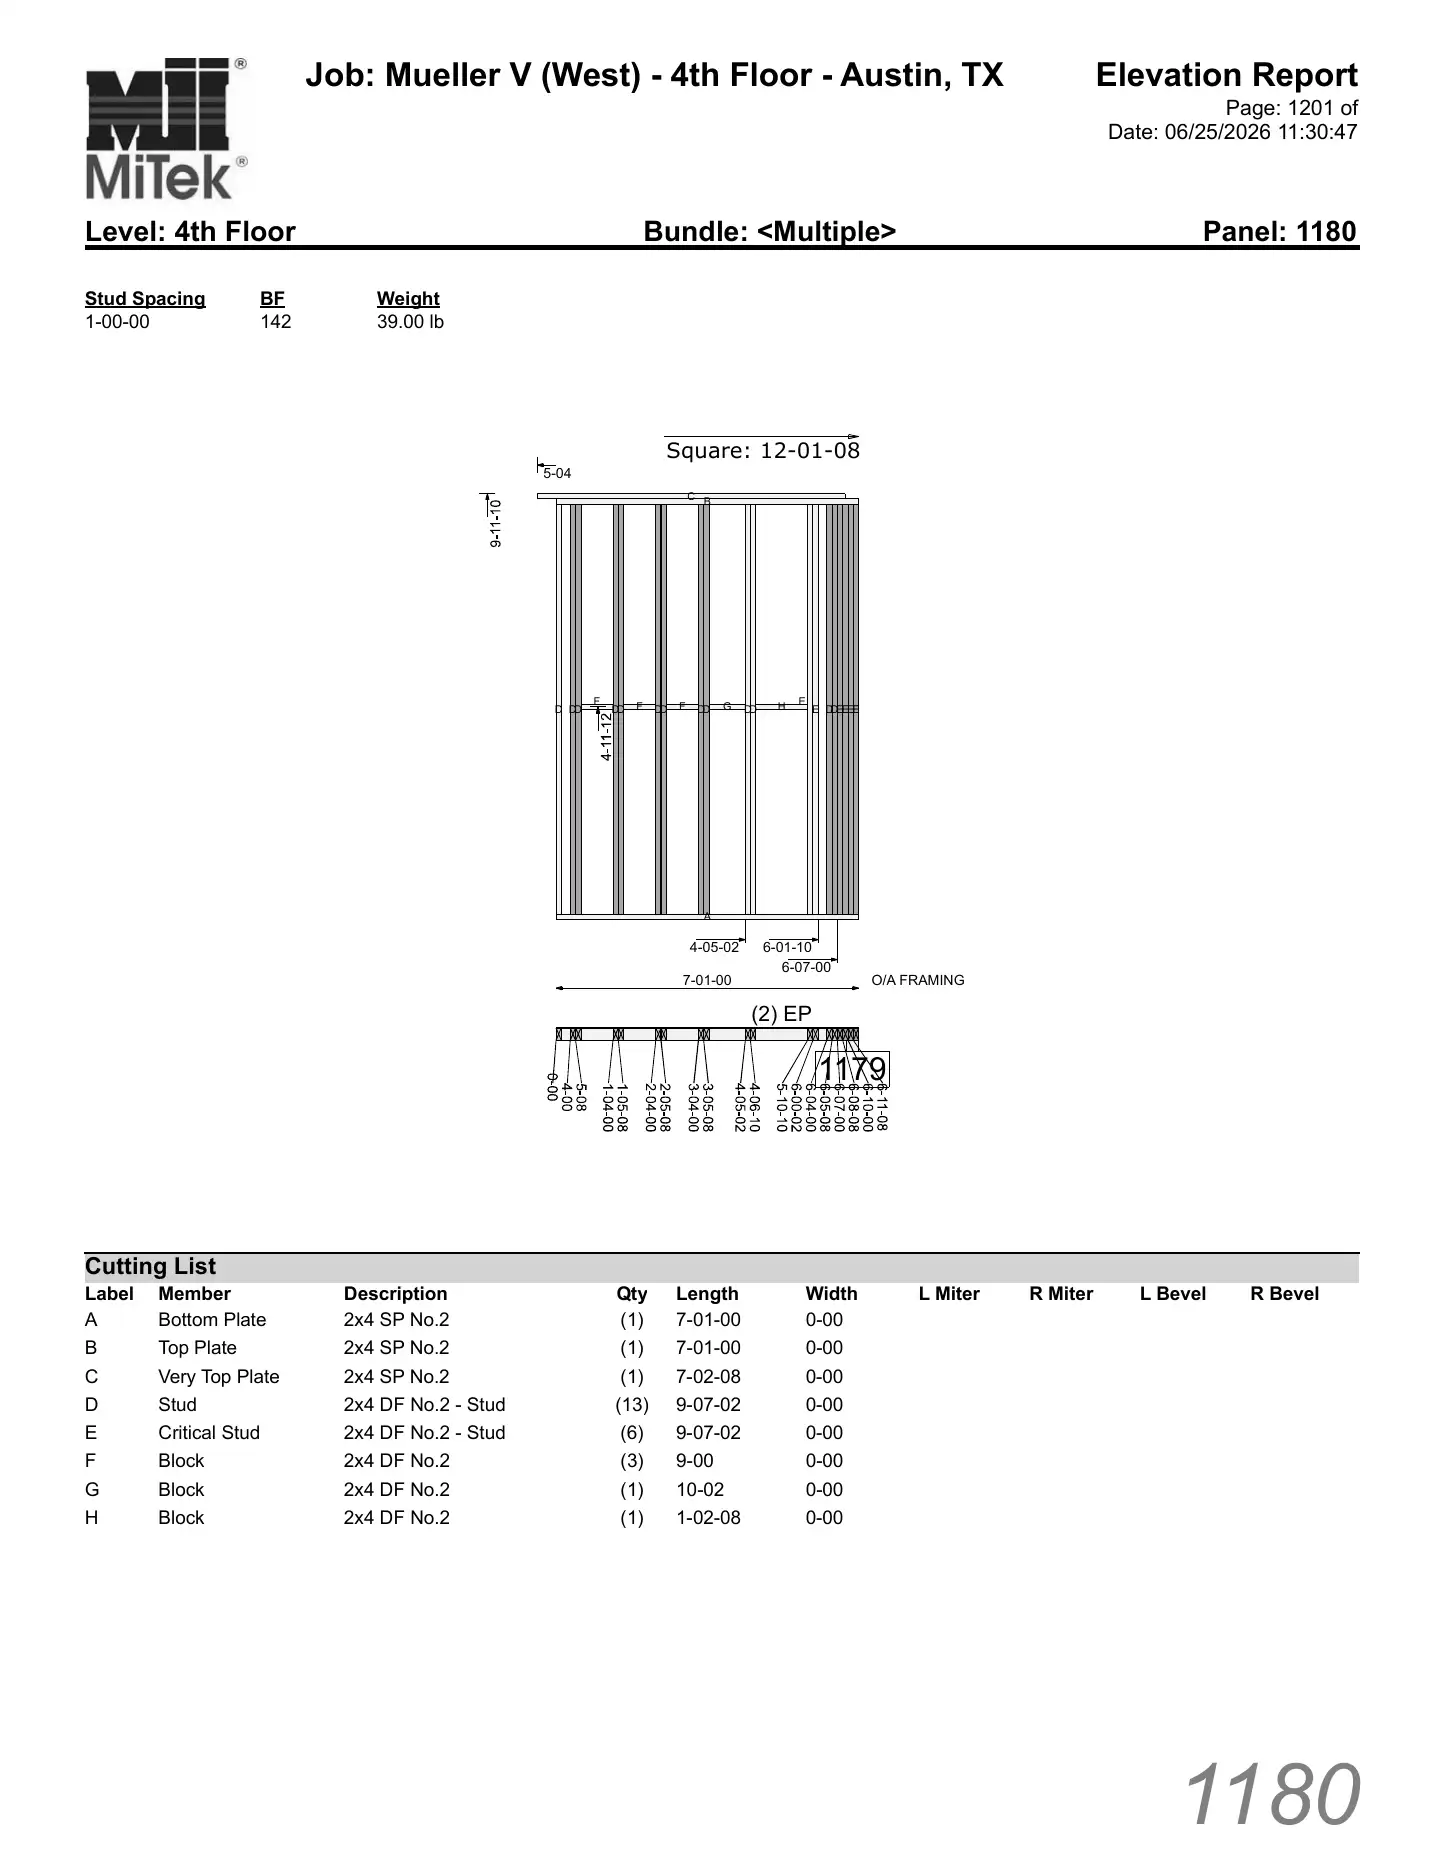 MiTek®
Job: Mueller V (West) - 4th Floor - Austin, TX
Elevation Report
Page: 1201 of
Date: 06/25/2026 11:30:47
Level: 4th Floor Bundle: <Multiple> Panel: 1180
Stud Spacing BF Weight
1-00-00 142 39.00 lb
Square: 12-01-08
5-04
9-11-10
C
B
F F F F G H F
D D D D D D D D D D D E D D
4-11-12
A
4-05-02 6-01-10
6-07-00
7-01-00 O/A FRAMING
(2) EP
1179
0-00 4-00 5-08 1-04-00 1-05-08 2-04-00 2-05-08 3-04-00 3-05-08 4-05-02 4-06-10 5-10-10 6-00-02 6-04-00 6-05-08 6-07-00 6-08-08 6-10-00 6-11-08
Cutting List
Label Member Description Qty Length Width L Miter R Miter L Bevel R Bevel
A Bottom Plate 2x4 SP No.2 (1) 7-01-00 0-00
B Top Plate 2x4 SP No.2 (1) 7-01-00 0-00
C Very Top Plate 2x4 SP No.2 (1) 7-02-08 0-00
D Stud 2x4 DF No.2 - Stud (13) 9-07-02 0-00
E Critical Stud 2x4 DF No.2 - Stud (6) 9-07-02 0-00
F Block 2x4 DF No.2 (3) 9-00 0-00
G Block 2x4 DF No.2 (1) 10-02 0-00
H Block 2x4 DF No.2 (1) 1-02-08 0-00
1180